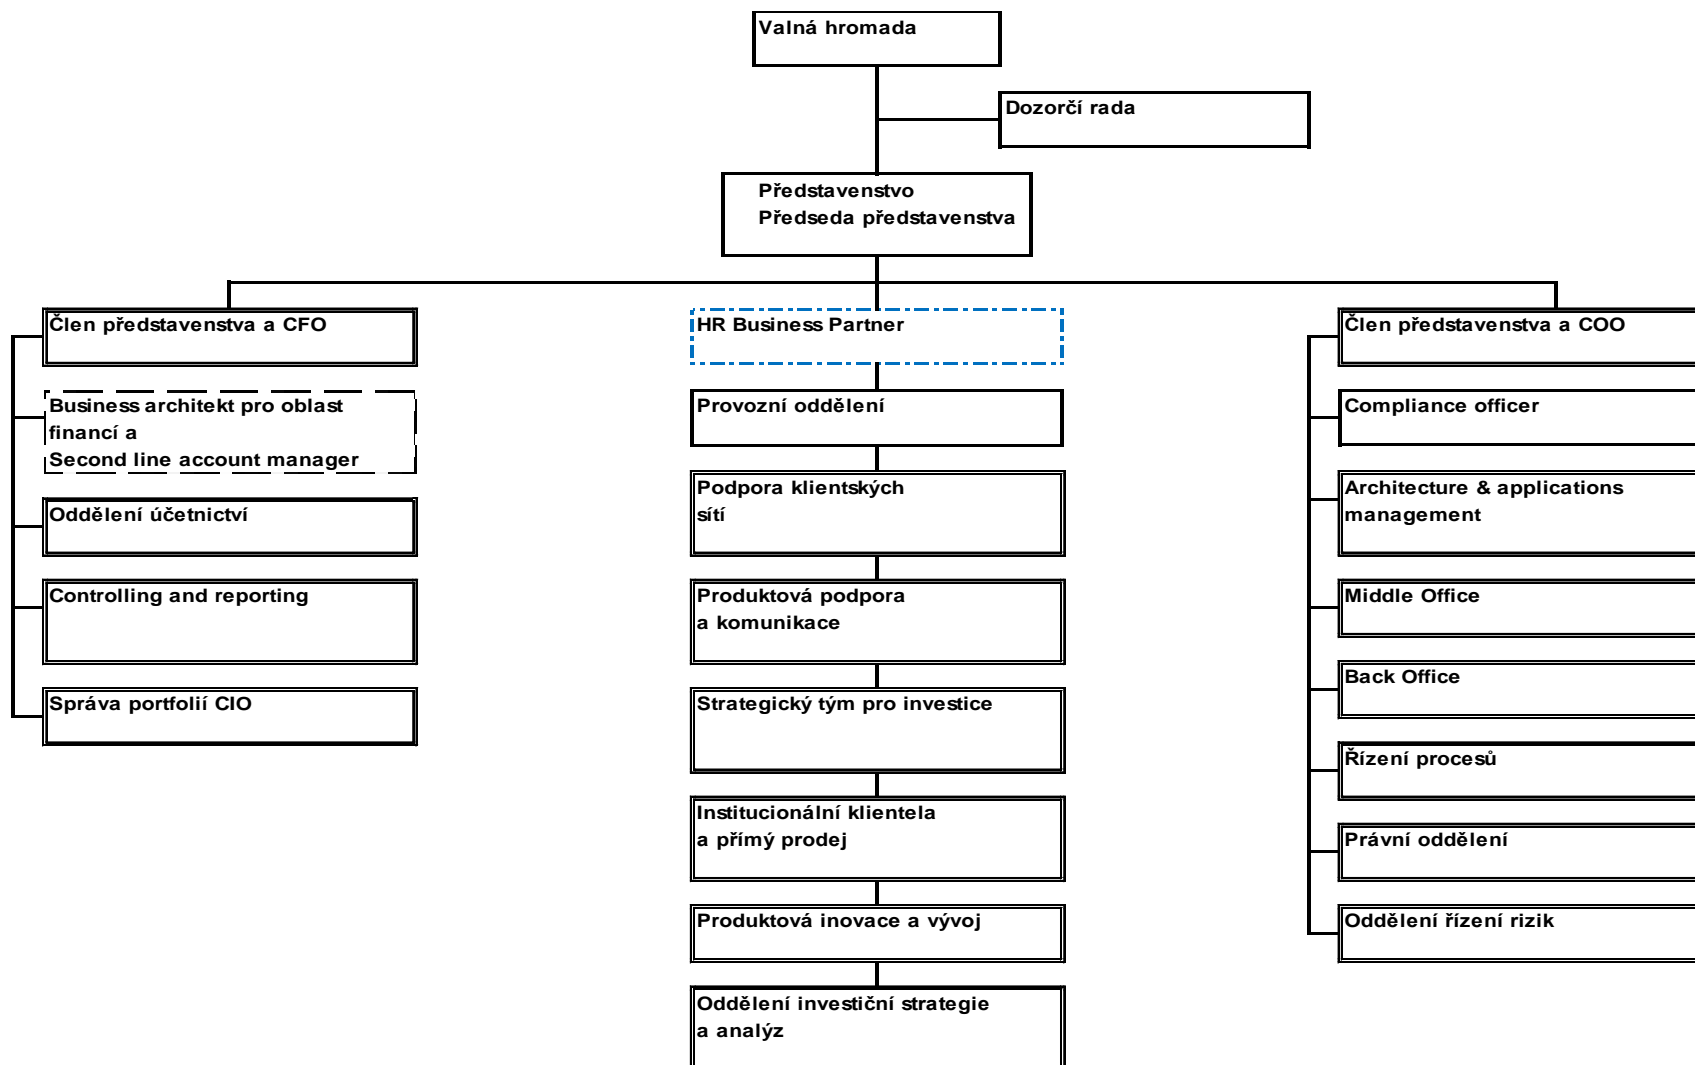 Valná hromada
Dozorčí rada
Představenstvo
Předseda představenstva
Člen představenstva a CFO
Business architekt pro oblast
financí a
Second line account manager
Oddělení účetnictví
Controlling and reporting
Správa portfolií CIO
HR Business Partner
Provozní oddělení
Podpora klientských
sítí
Produktová podpora
a komunikace
Strategický tým pro investice
Institucionální klientela
a přímý prodej
Produktová inovace a vývoj
Oddělení investiční strategie
a analýz
Člen představenstva a COO
Compliance officer
Architecture & applications
management
Middle Office
Back Office
Řízení procesů
Právní oddělení
Oddělení řízení rizik